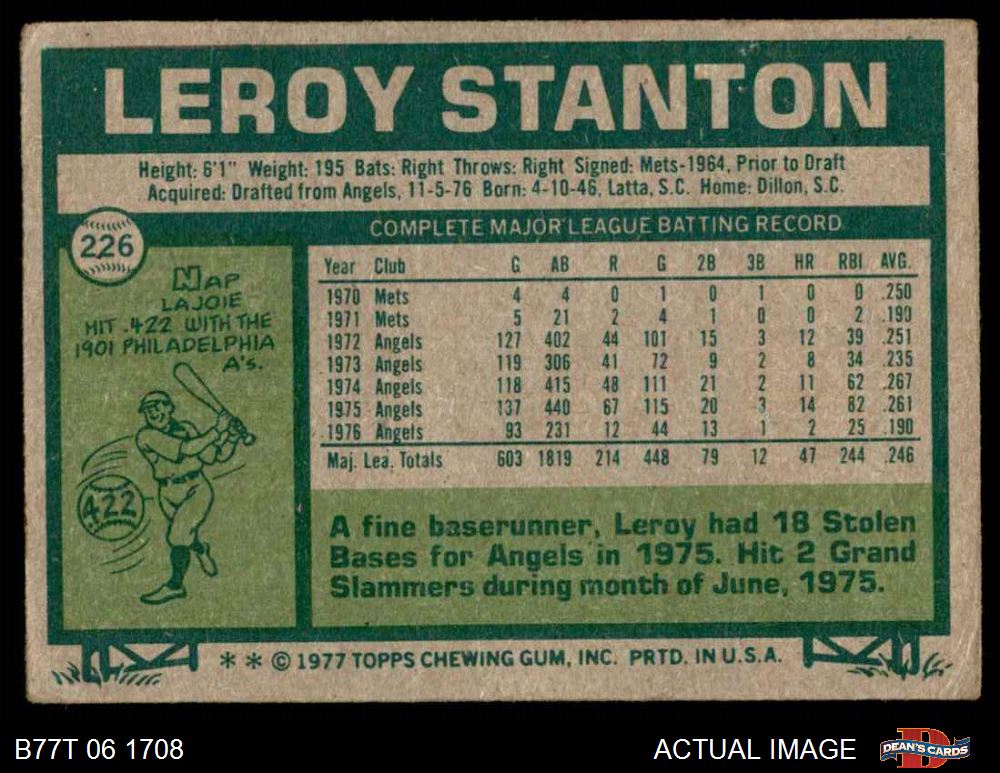 LEROY STANTON
Height: 6'1" Weight: 195 Bats: Right Throws: Right Signed: Mets-1964, Prior to Draft
Acquired: Drafted from Angels, 11-5-76 Born: 4-10-46, Latta, S.C. Home: Dillon, S.C.
226
NAP
LAJOIE
HIT .422 WITH THE
1901 PHILADELPHIA
A's.
422
COMPLETE MAJOR LEAGUE BATTING RECORD
Year Club G AB R G 2B 3B HR RBI AVG.
1970 Mets 4 4 0 1 0 1 0 0 .250
1971 Mets 5 21 2 4 1 0 0 2 .190
1972 Angels 127 402 44 101 15 3 12 39 .251
1973 Angels 119 306 41 72 9 2 8 34 .235
1974 Angels 118 415 48 111 21 2 11 62 .267
1975 Angels 137 440 67 115 20 3 14 82 .261
1976 Angels 93 231 12 44 13 1 2 25 .190
Maj. Lea. Totals 603 1819 214 448 79 12 47 244 .246
A fine baserunner, Leroy had 18 Stolen
Bases for Angels in 1975. Hit 2 Grand
Slammers during month of June, 1975.
* * © 1977 TOPPS CHEWING GUM, INC. PRTD. IN U.S.A.
B77T 06 1708 ACTUAL IMAGE DEAN'S CARDS